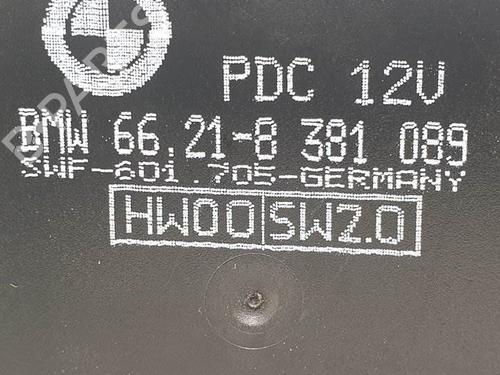 PDC 12V
BMW 66.21-8 381 089
SWF-601.705-GERMANY
HW00 SW2.0